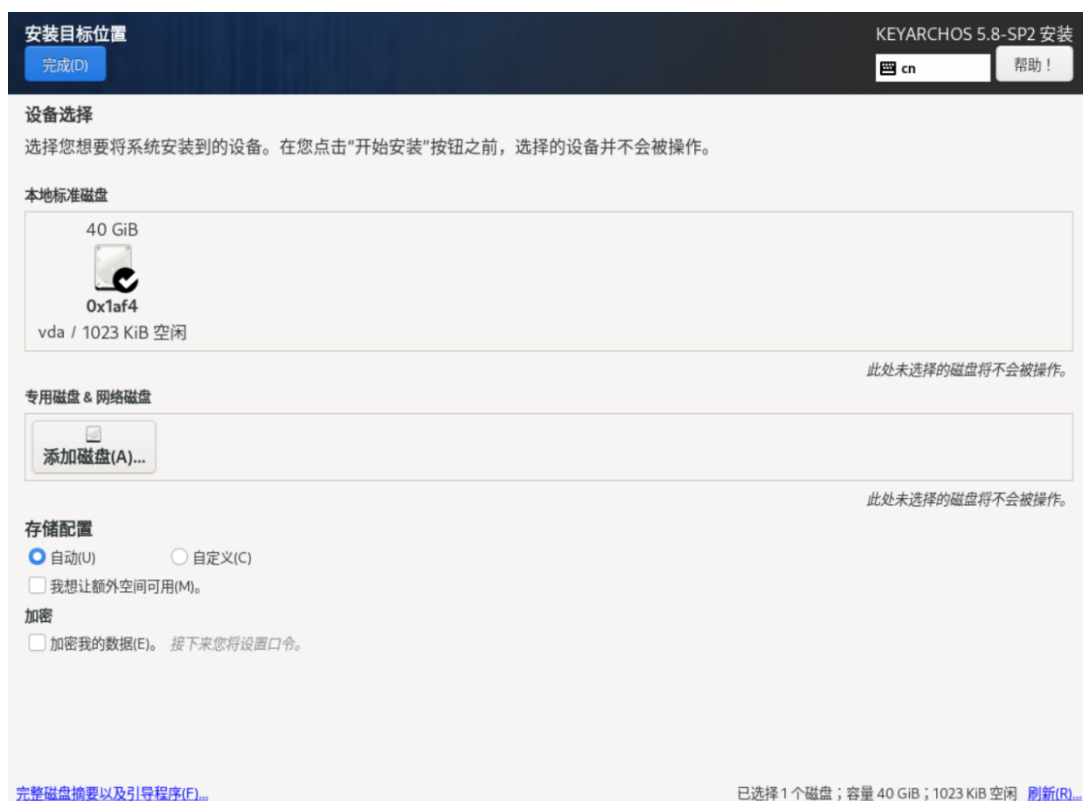 安装目标位置
KEYARCHOS 5.8-SP2 安装
完成(D)
cn
帮助！
设备选择
选择您想要将系统安装到的设备。在您点击“开始安装”按钮之前，选择的设备并不会被操作。
本地标准磁盘
40 GiB
0x1af4
vda / 1023 KiB 空闲
此处未选择的磁盘将不会被操作。
专用磁盘 & 网络磁盘
添加磁盘(A)...
此处未选择的磁盘将不会被操作。
存储配置
自动(U) 自定义(C)
我想让额外空间可用(M)。
加密
加密我的数据(E)。 接下来您将设置口令。
完整磁盘摘要以及引导程序(F)... 已选择 1 个磁盘；容量 40 GiB；1023 KiB 空闲 刷新(R)...